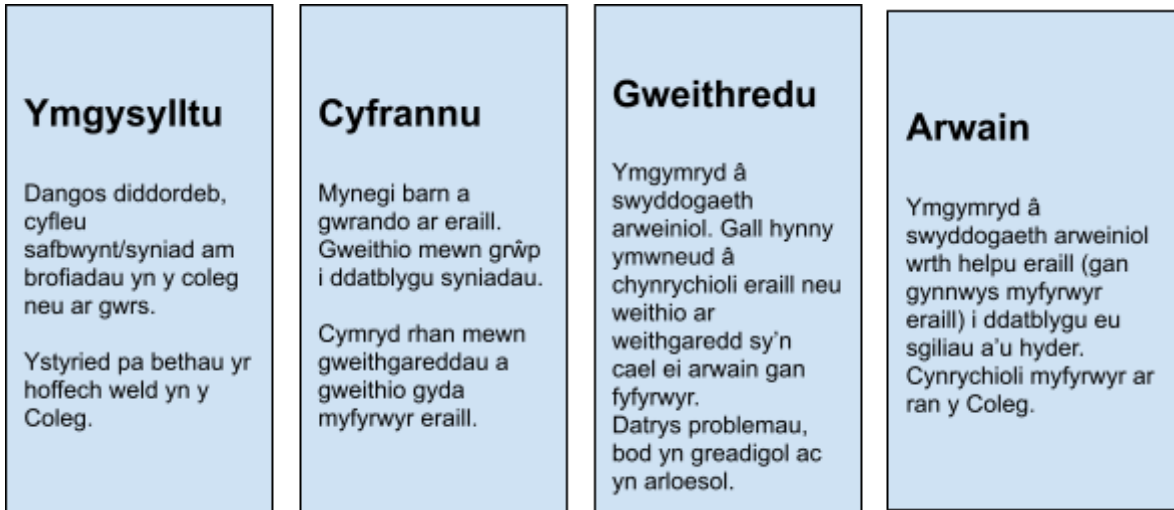 Ymgysylltu
Dangos diddordeb,
cyfleu
safbwynt/syniad am
brofiadau yn y coleg
neu ar gwrs.
Ystyried pa bethau yr
hoffech weld yn y
Coleg.
Cyfrannu
Mynegi barn a
gwrando ar eraill.
Gweithio mewn grŵp
i ddatblygu syniadau.
Cymryd rhan mewn
gweithgareddau a
gweithio gyda
myfyrwyr eraill.
Gweithredu
Ymgymryd â
swyddogaeth
arweiniol. Gall hynny
ymwneud â
chynrychioli eraill neu
weithio ar
weithgaredd sy'n
cael ei arwain gan
fyfyrwyr.
Datrys problemau,
bod yn greadigol ac
yn arloesol.
Arwain
Ymgymryd â
swyddogaeth arweiniol
wrth helpu eraill (gan
gynnwys myfyrwyr
eraill) i ddatblygu eu
sgiliau a'u hyder.
Cynrychioli myfyrwyr ar
ran y Coleg.